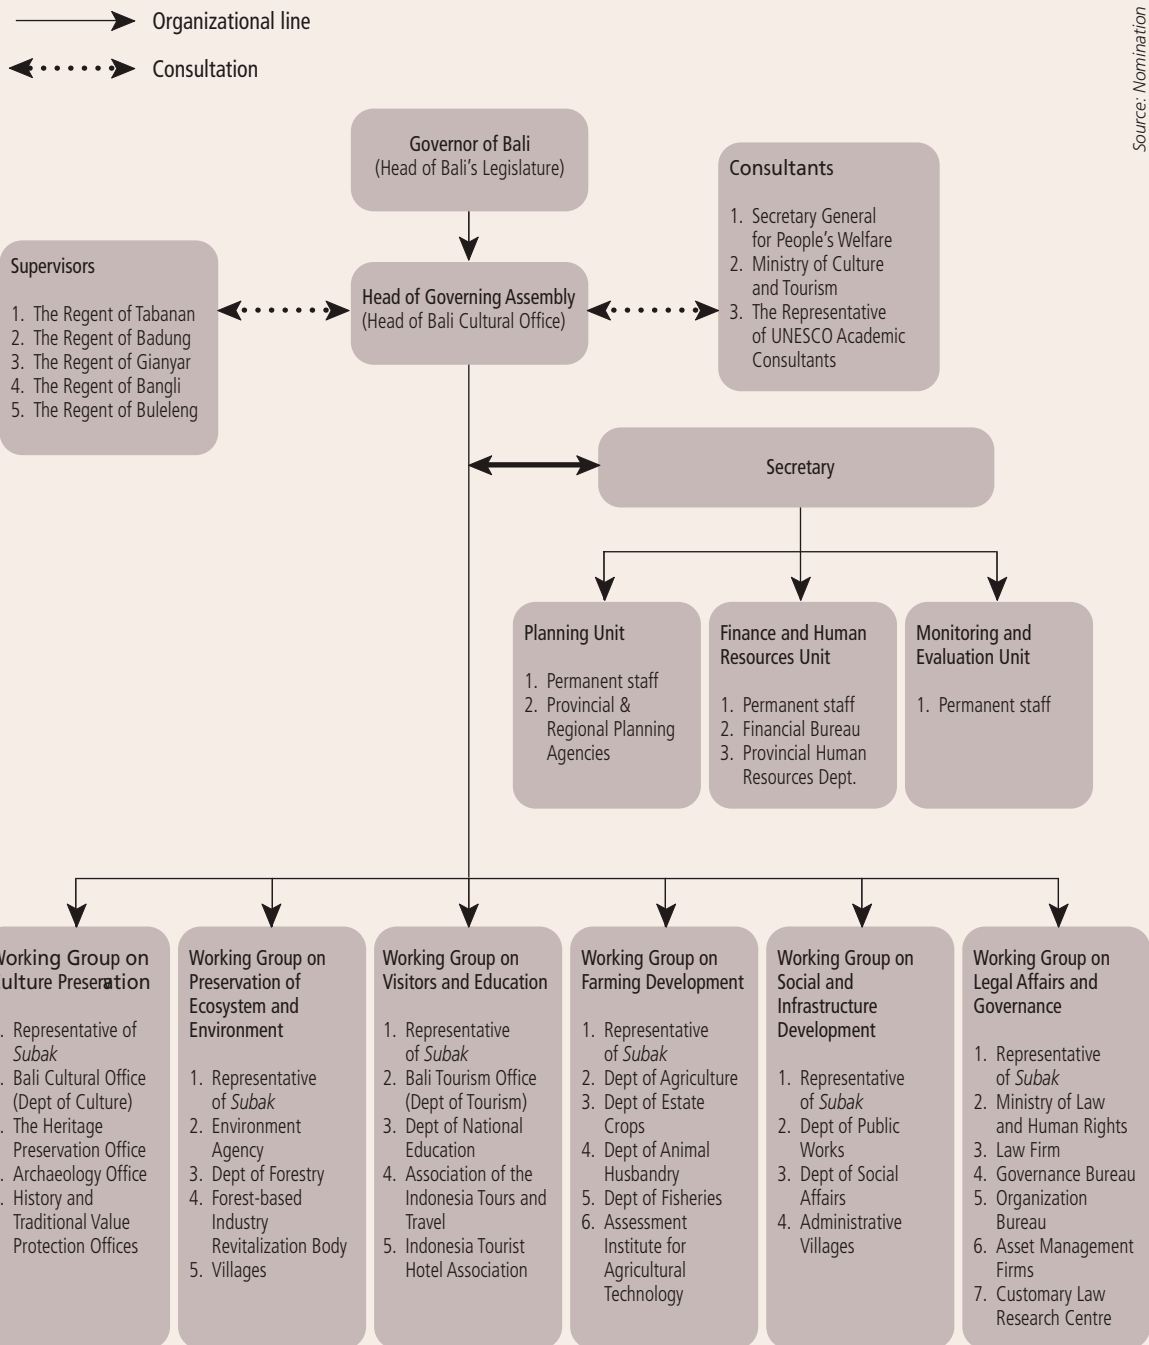 Organizational line
Consultation
Source: Nomination
Governor of Bali
(Head of Bali's Legislature)
Consultants
1. Secretary General
for People's Welfare
2. Ministry of Culture
and Tourism
3. The Representative
of UNESCO Academic
Consultants
Supervisors
1. The Regent of Tabanan
2. The Regent of Badung
3. The Regent of Gianyar
4. The Regent of Bangli
5. The Regent of Buleleng
Head of Governing Assembly
(Head of Bali Cultural Office)
Secretary
Planning Unit
1. Permanent staff
2. Provincial &
Regional Planning
Agencies
Finance and Human
Resources Unit
1. Permanent staff
2. Financial Bureau
3. Provincial Human
Resources Dept.
Monitoring and
Evaluation Unit
1. Permanent staff
Working Group on
Culture Preservation
Representative of
Subak
Bali Cultural Office
(Dept of Culture)
The Heritage
Preservation Office
Archaeology Office
History and
Traditional Value
Protection Offices
Working Group on
Preservation of
Ecosystem and
Environment
1. Representative
of Subak
2. Environment
Agency
3. Dept of Forestry
4. Forest-based
Industry
Revitalization Body
5. Villages
Working Group on
Visitors and Education
1. Representative
of Subak
2. Bali Tourism Office
(Dept of Tourism)
3. Dept of National
Education
4. Association of the
Indonesia Tours and
Travel
5. Indonesia Tourist
Hotel Association
Working Group on
Farming Development
1. Representative
of Subak
2. Dept of Agriculture
3. Dept of Estate
Crops
4. Dept of Animal
Husbandry
5. Dept of Fisheries
6. Assessment
Institute for
Agricultural
Technology
Working Group on
Social and
Infrastructure
Development
1. Representative
of Subak
2. Dept of Public
Works
3. Dept of Social
Affairs
4. Administrative
Villages
Working Group on
Legal Affairs and
Governance
1. Representative
of Subak
2. Ministry of Law
and Human Rights
3. Law Firm
4. Governance Bureau
5. Organization
Bureau
6. Asset Management
Firms
7. Customary Law
Research Centre